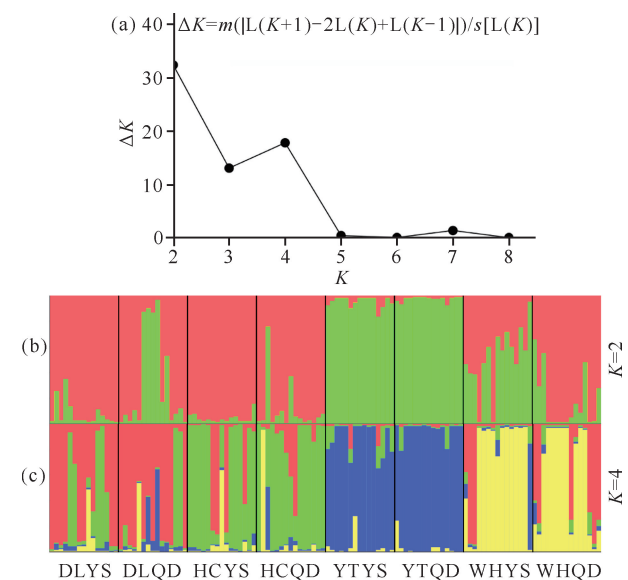 (a) ΔK=m(|L(K+1)−2L(K)+L(K−1)|)/s[L(K)]
40
30
20
10
0
ΔK
2 3 4 5 6 7 8
K
(b)
K=2
(c)
K=4
DLYS DLQD HCYS HCQD YTYS YTQD WHYS WHQD